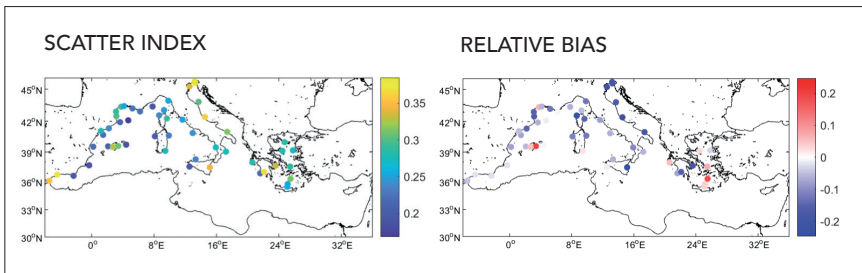 SCATTER INDEX
45°N
42°N
39°N
36°N
33°N
30°N
0°
8°E
16°E
24°E
32°E
0.35
0.3
0.25
0.2
RELATIVE BIAS
45°N
42°N
39°N
36°N
33°N
30°N
0°
8°E
16°E
24°E
32°E
0.2
0.1
0
-0.1
-0.2